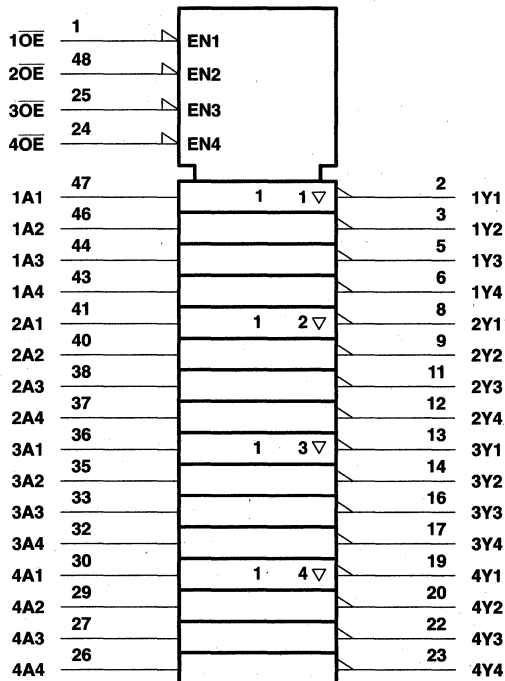 1O̅E̅ 1 EN1
2O̅E̅ 48 EN2
3O̅E̅ 25 EN3
4O̅E̅ 24 EN4
1A1 47 1 1 ▽ 2 1Y1
1A2 46 3 1Y2
1A3 44 5 1Y3
1A4 43 6 1Y4
2A1 41 1 2 ▽ 8 2Y1
2A2 40 9 2Y2
2A3 38 11 2Y3
2A4 37 12 2Y4
3A1 36 1 3 ▽ 13 3Y1
3A2 35 14 3Y2
3A3 33 16 3Y3
3A4 32 17 3Y4
4A1 30 1 4 ▽ 19 4Y1
4A2 29 20 4Y2
4A3 27 22 4Y3
4A4 26 23 4Y4